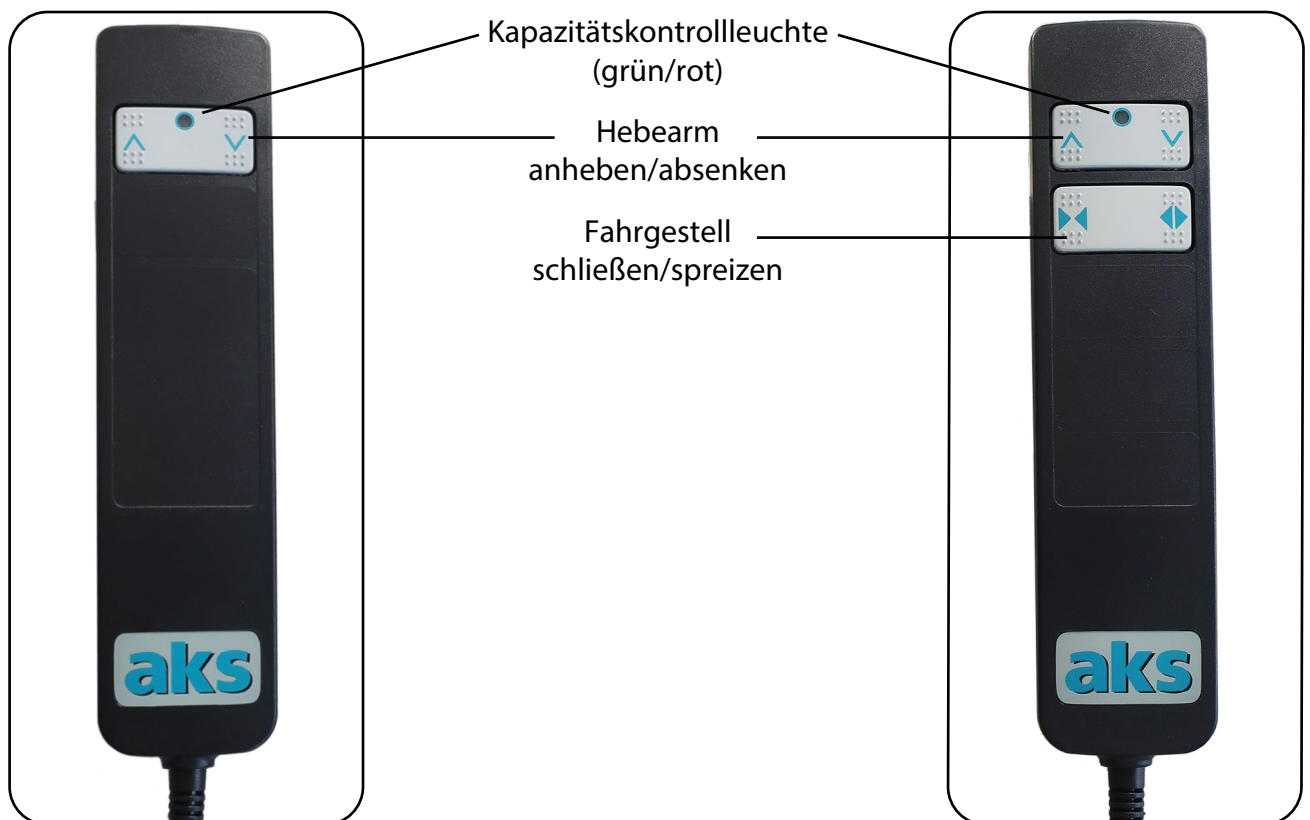 Kapazitätskontrollleuchte
(grün/rot)
Hebearm
anheben/absenken
Fahrgestell
schließen/spreizen
aks
aks